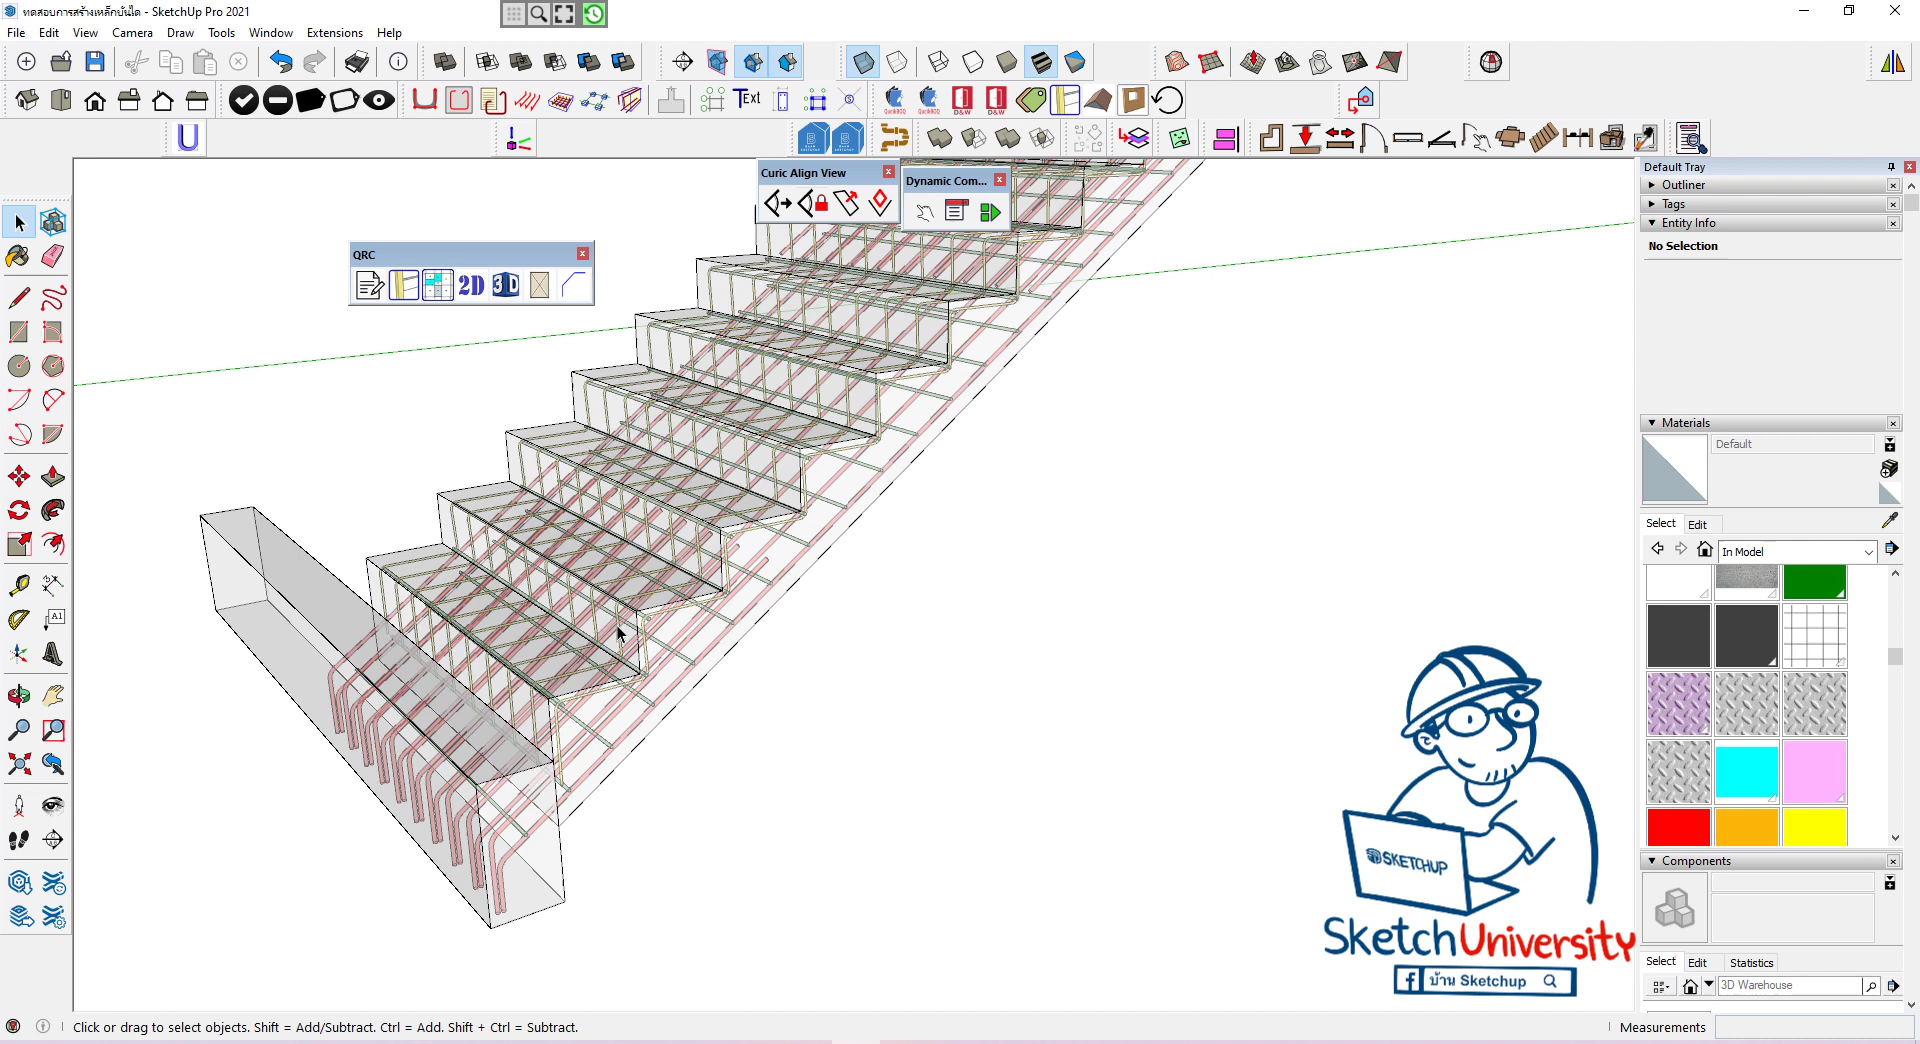 ทดสอบการสร้างเหล็กบันได - SketchUp Pro 2021
File Edit View Camera Draw Tools Window Extensions Help
Text
QuikBOQ QuikBOQ D&W D&W
U
Default Tray
Outliner
Tags
Entity Info
No Selection
Curic Align View
Dynamic Com...
QRC
2D 3D
A1
Materials
Default
Select Edit
In Model
Components
Select Edit Statistics
3D Warehouse
SKETCHUP
SketchUniversity
f บ้าน Sketchup
Click or drag to select objects. Shift = Add/Subtract. Ctrl = Add. Shift + Ctrl = Subtract.
Measurements